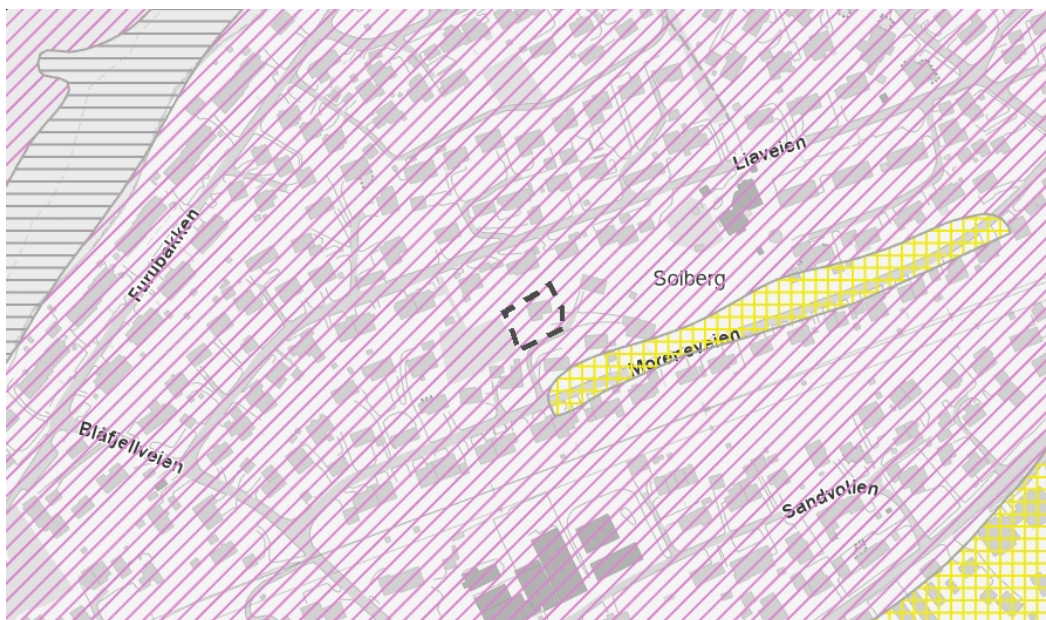 Liaveien
Furubakken
Solberg
Moreneveien
Blåfjellveien
Sandvollen